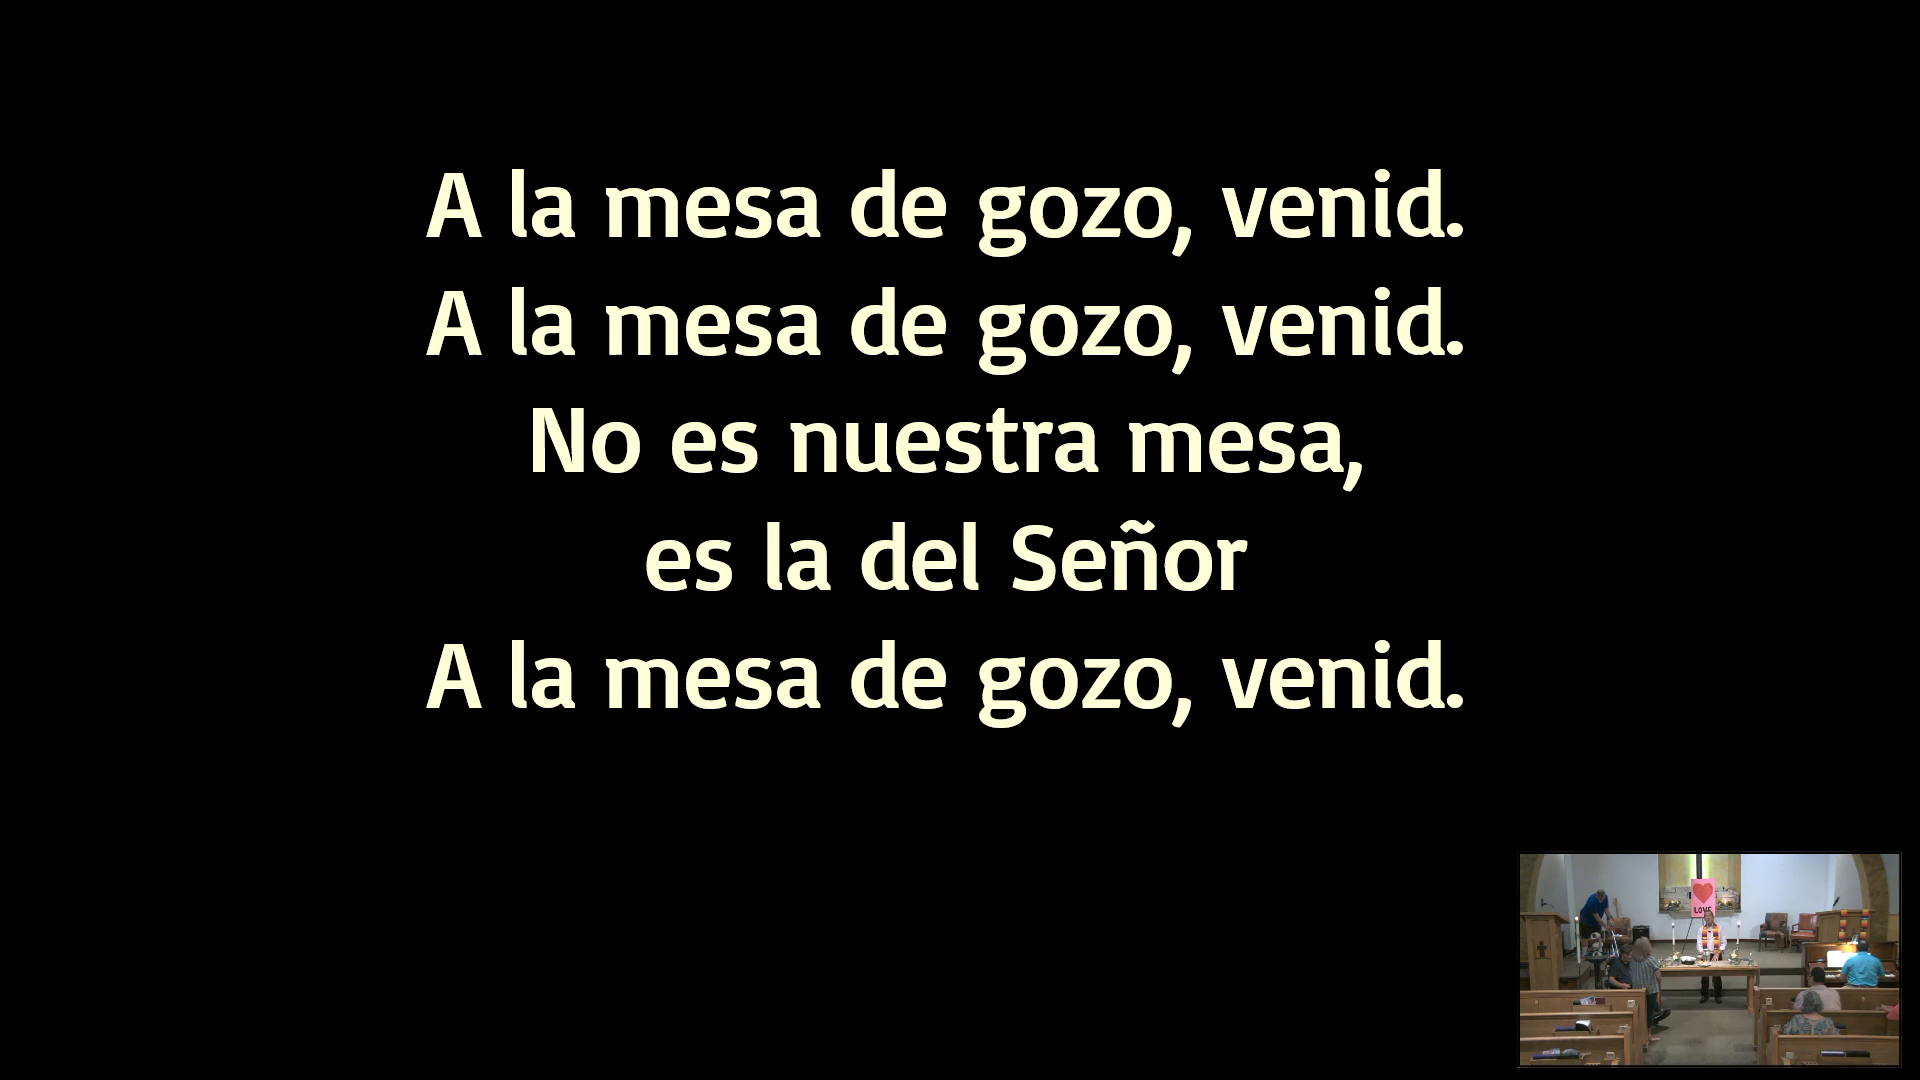 A la mesa de gozo, venid.
A la mesa de gozo, venid.
No es nuestra mesa,
es la del Señor
A la mesa de gozo, venid.
LOVE